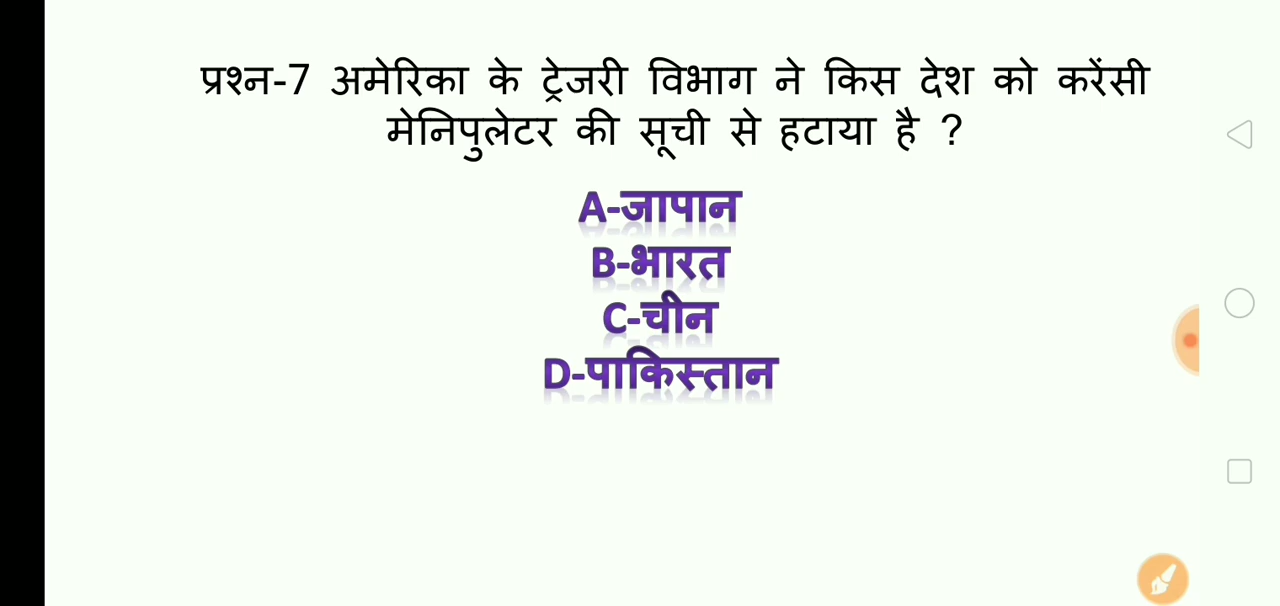 प्रश्न-7 अमेरिका के ट्रेजरी विभाग ने किस देश को करेंसी
मेनिपुलेटर की सूची से हटाया है ?
A-जापान
B-भारत
C-चीन
D-पाकिस्तान